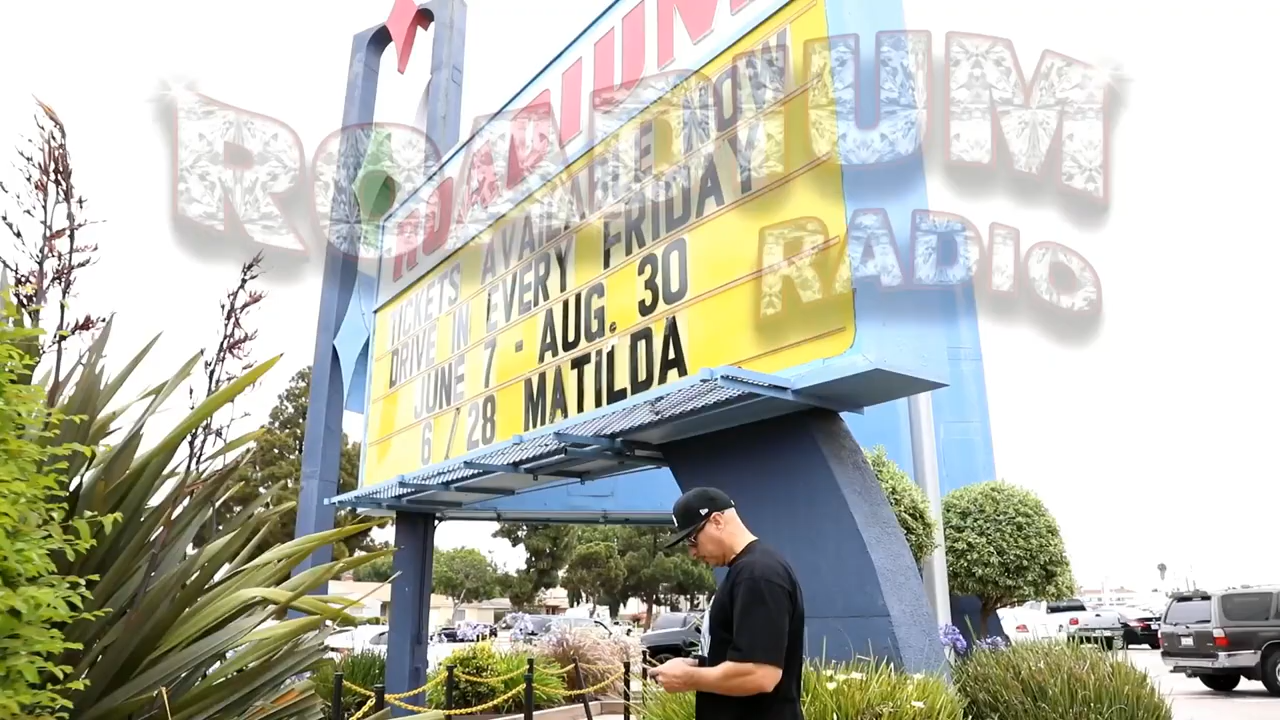 ROADIUM
RADIO
ROADIUM
TICKETS AVAILABLE NOW
DRIVE IN EVERY FRIDAY
JUNE 7 - AUG. 30
6 / 28 MATILDA